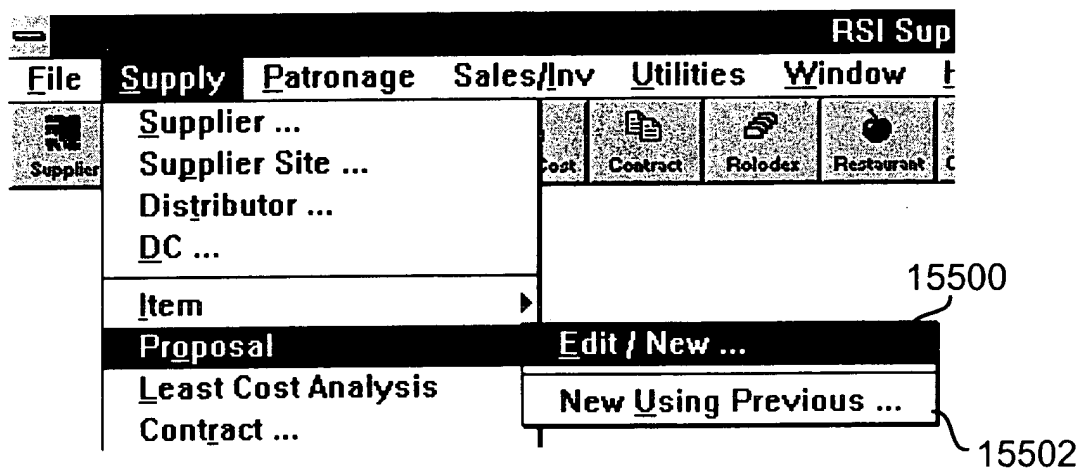 RSI Sup
File Supply Patronage Sales/Inv Utilities Window
Supplier Cost Contract Rolodex Restaurant
Supplier ...
Supplier Site ...
Distributor ...
DC ...
Item
15500
Proposal Edit / New ...
Least Cost Analysis New Using Previous ...
Contract ...
15502